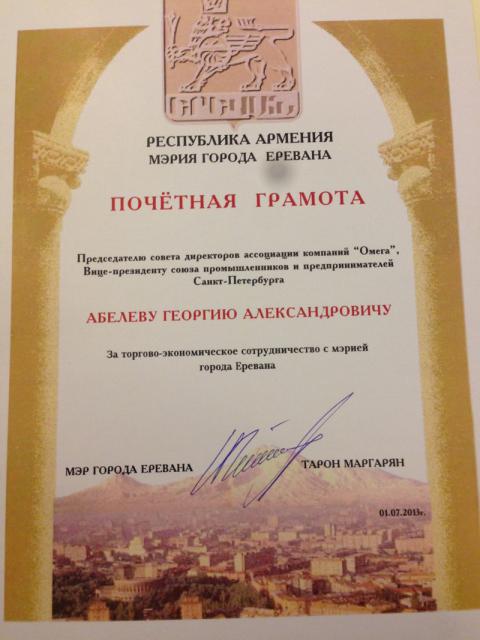 РЕСПУБЛИКА АРМЕНИЯ
МЭРИЯ ГОРОДА ЕРЕВАНА
ПОЧЁТНАЯ ГРАМОТА
Председателю совета директоров ассоциации компаний “Омега”,
Вице-президенту союза промышленников и предпринимателей
Санкт-Петербурга
АБЕЛЕВУ ГЕОРГИЮ АЛЕКСАНДРОВИЧУ
За торгово-экономическое сотрудничество с мэрией
города Еревана
МЭР ГОРОДА ЕРЕВАНА
ТАРОН МАРГАРЯН
01.07.2013г.